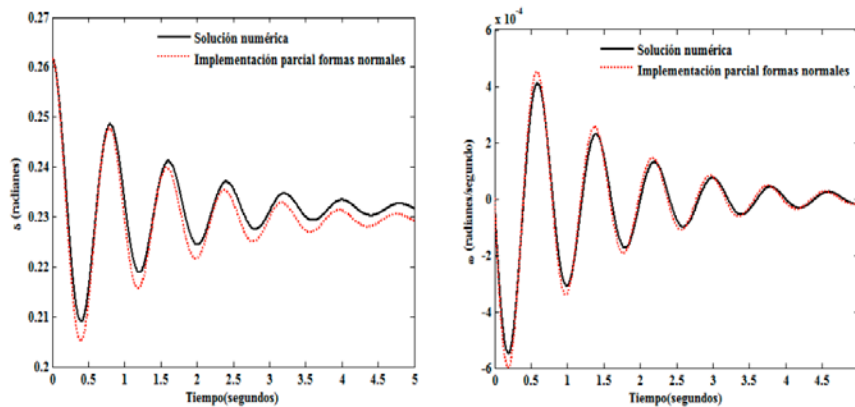 0.27
0.26
0.25
0.24
0.23
0.22
0.21
0.2
δ (radianes)
Solución numérica
Implementación parcial formas normales
0 0.5 1 1.5 2 2.5 3 3.5 4 4.5 5
Tiempo(segundos)
x 10⁻⁴
6
4
2
0
-2
-4
-6
ω (radianes/segundo)
Solución numérica
Implementación parcial formas normales
0 0.5 1 1.5 2 2.5 3 3.5 4 4.5
Tiempo(segundos)